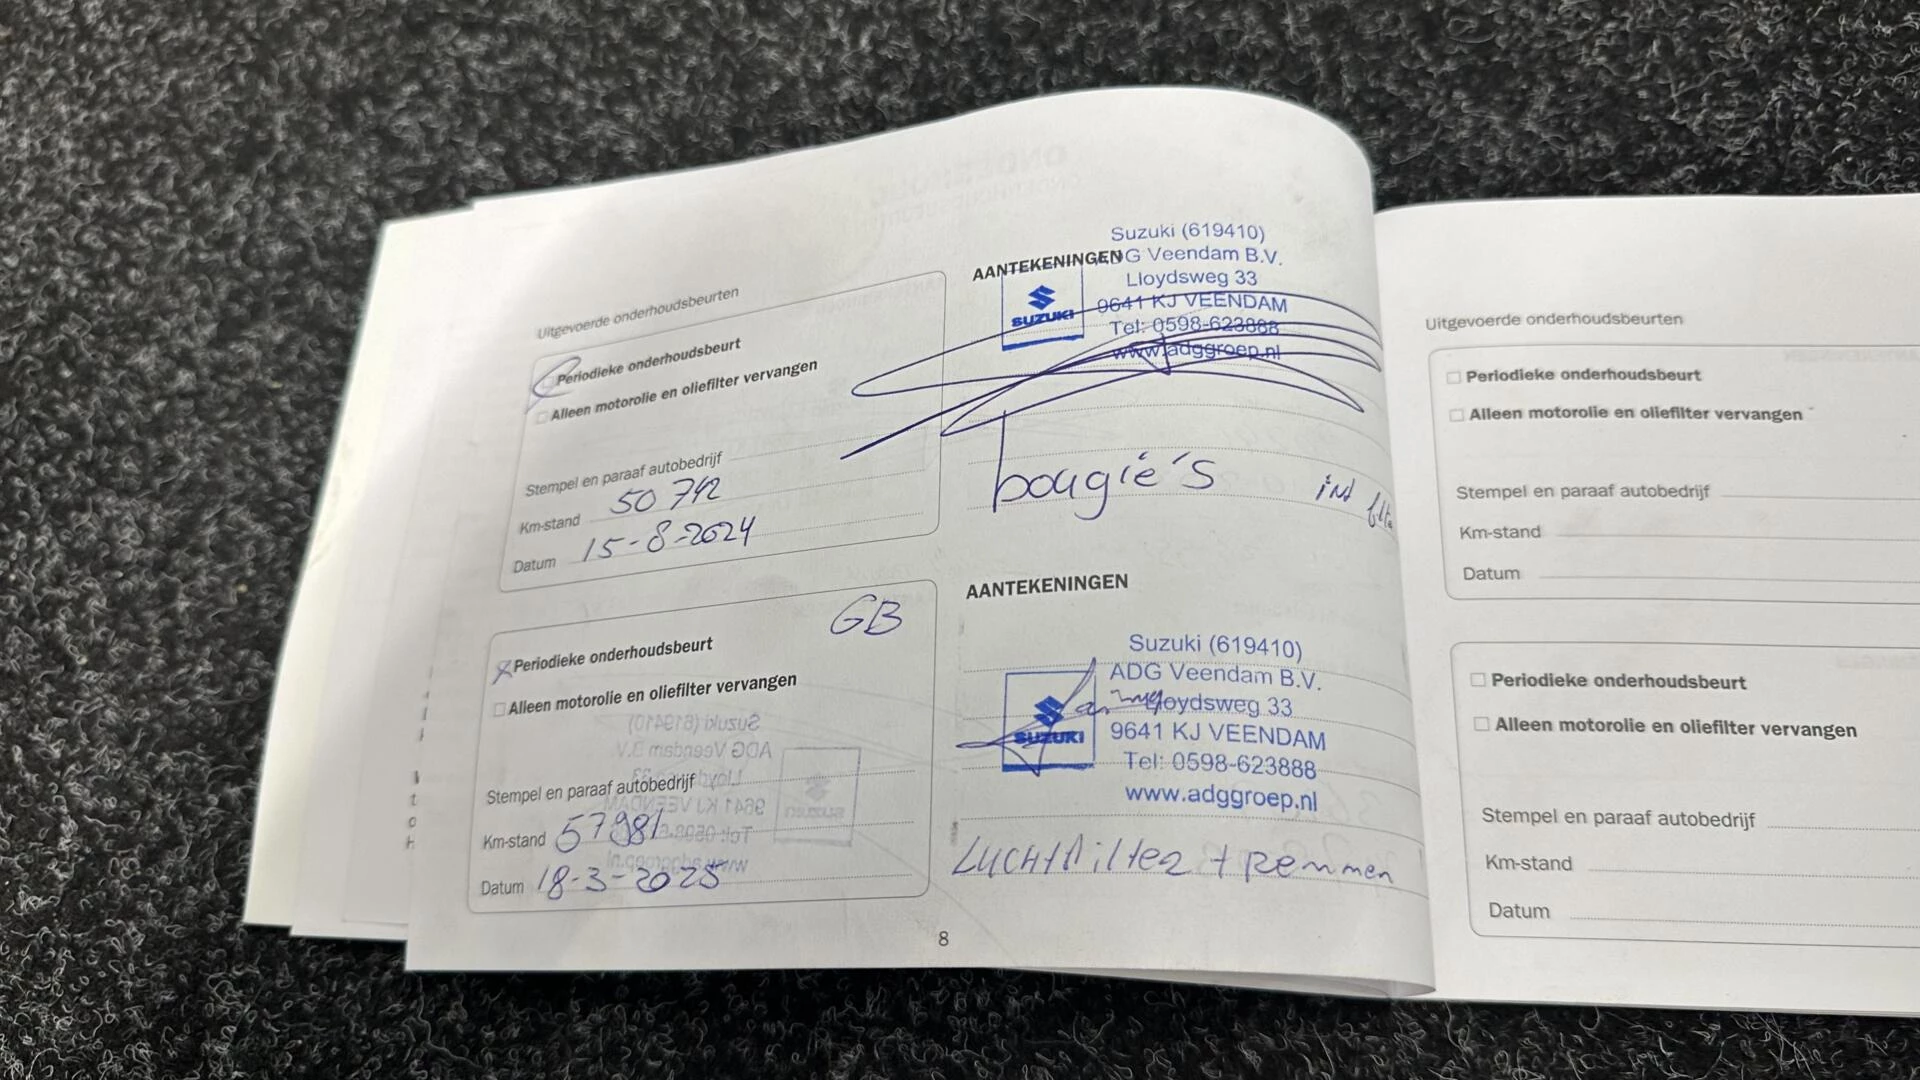 Uitgevoerde onderhoudsbeurten
Periodieke onderhoudsbeurt
Alleen motorolie en oliefilter vervangen
Stempel en paraaf autobedrijf
Km-stand 50 742
Datum 15-8-2024
AANTEKENINGEN
Suzuki (619410)
ADG Veendam B.V.
Lloydsweg 33
9641 KJ VEENDAM
Tel: 0598-623888
www.adggroep.nl
SUZUKI
bougie's
int filte
GB
Periodieke onderhoudsbeurt
Alleen motorolie en oliefilter vervangen
Stempel en paraaf autobedrijf
Km-stand 57981
Datum 18-3-2025
AANTEKENINGEN
Suzuki (619410)
ADG Veendam B.V.
Lloydsweg 33
9641 KJ VEENDAM
Tel: 0598-623888
www.adggroep.nl
SUZUKI
Luchtfilter + Remmen
8
Uitgevoerde onderhoudsbeurten
Periodieke onderhoudsbeurt
Alleen motorolie en oliefilter vervangen
Stempel en paraaf autobedrijf
Km-stand
Datum
Periodieke onderhoudsbeurt
Alleen motorolie en oliefilter vervangen
Stempel en paraaf autobedrijf
Km-stand
Datum